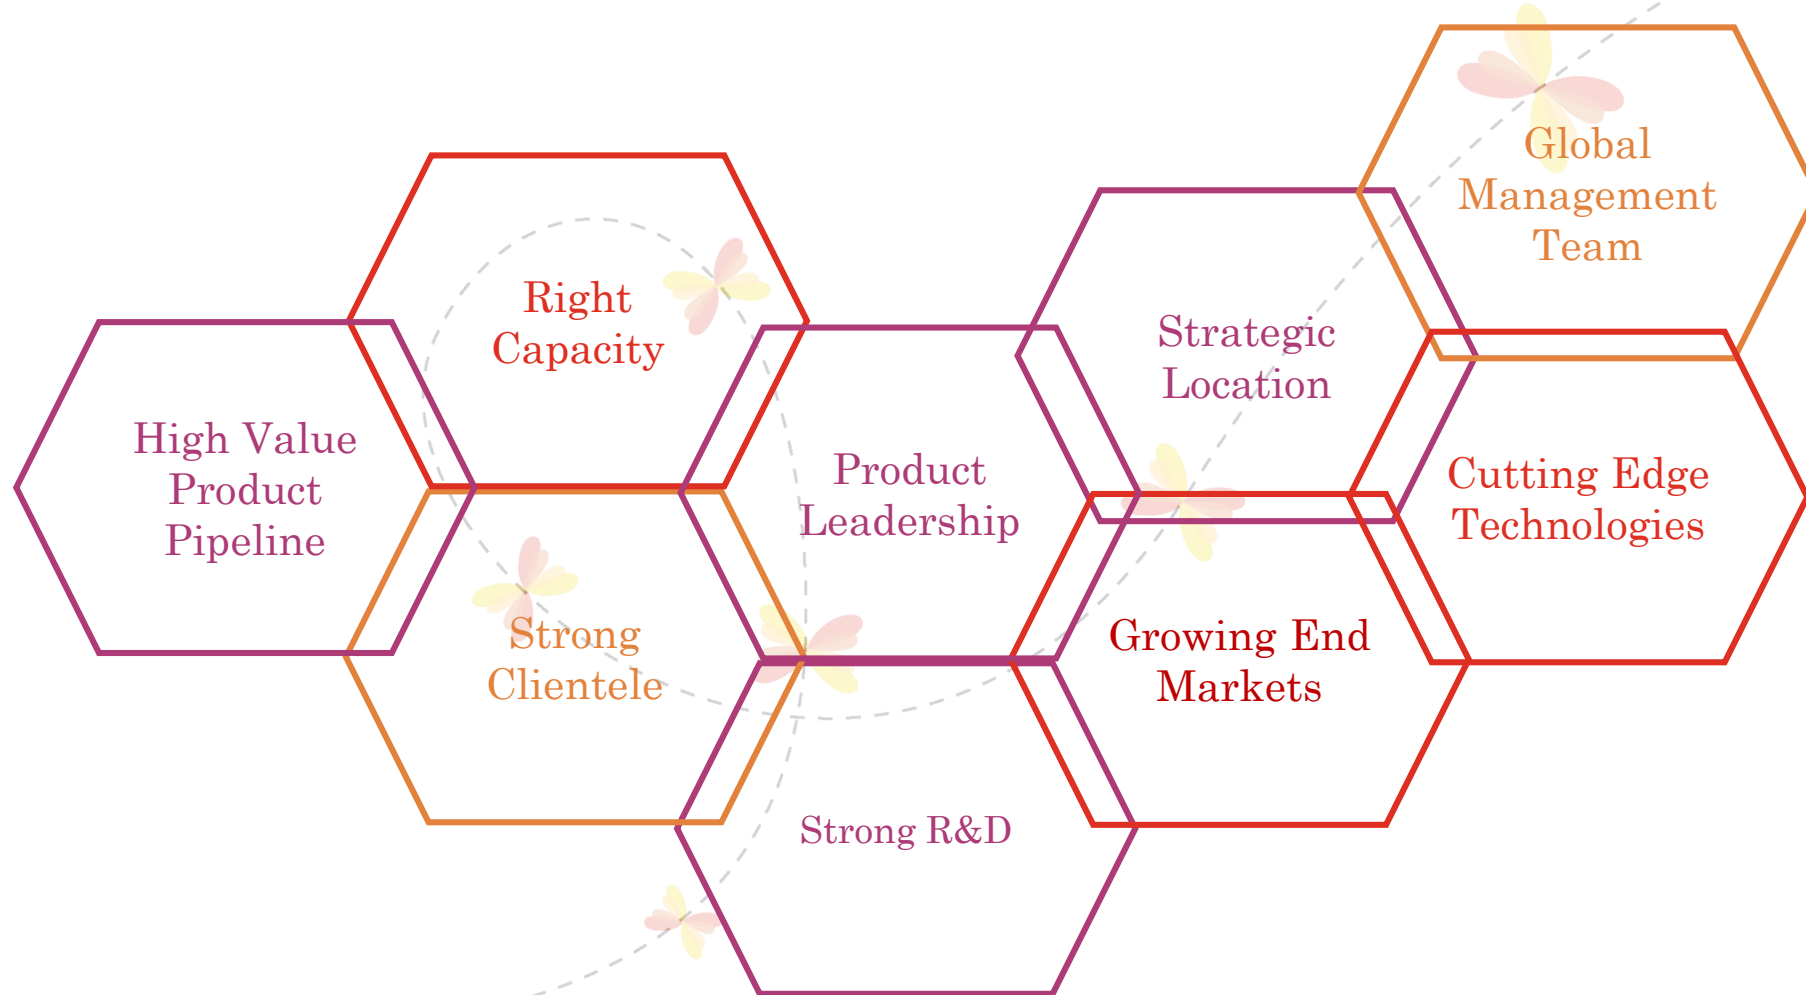 High Value
Product
Pipeline
Right
Capacity
Strong
Clientele
Product
Leadership
Strong R&D
Strategic
Location
Growing End
Markets
Global
Management
Team
Cutting Edge
Technologies